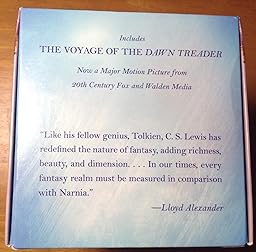 Includes
THE VOYAGE OF THE DAWN TREADER
Now a Major Motion Picture from
20th Century Fox and Walden Media
"Like his fellow genius, Tolkien, C. S. Lewis has
redefined the nature of fantasy, adding richness,
beauty, and dimension. . . . In our times, every
fantasy realm must be measured in comparison
with Narnia."
—Lloyd Alexander